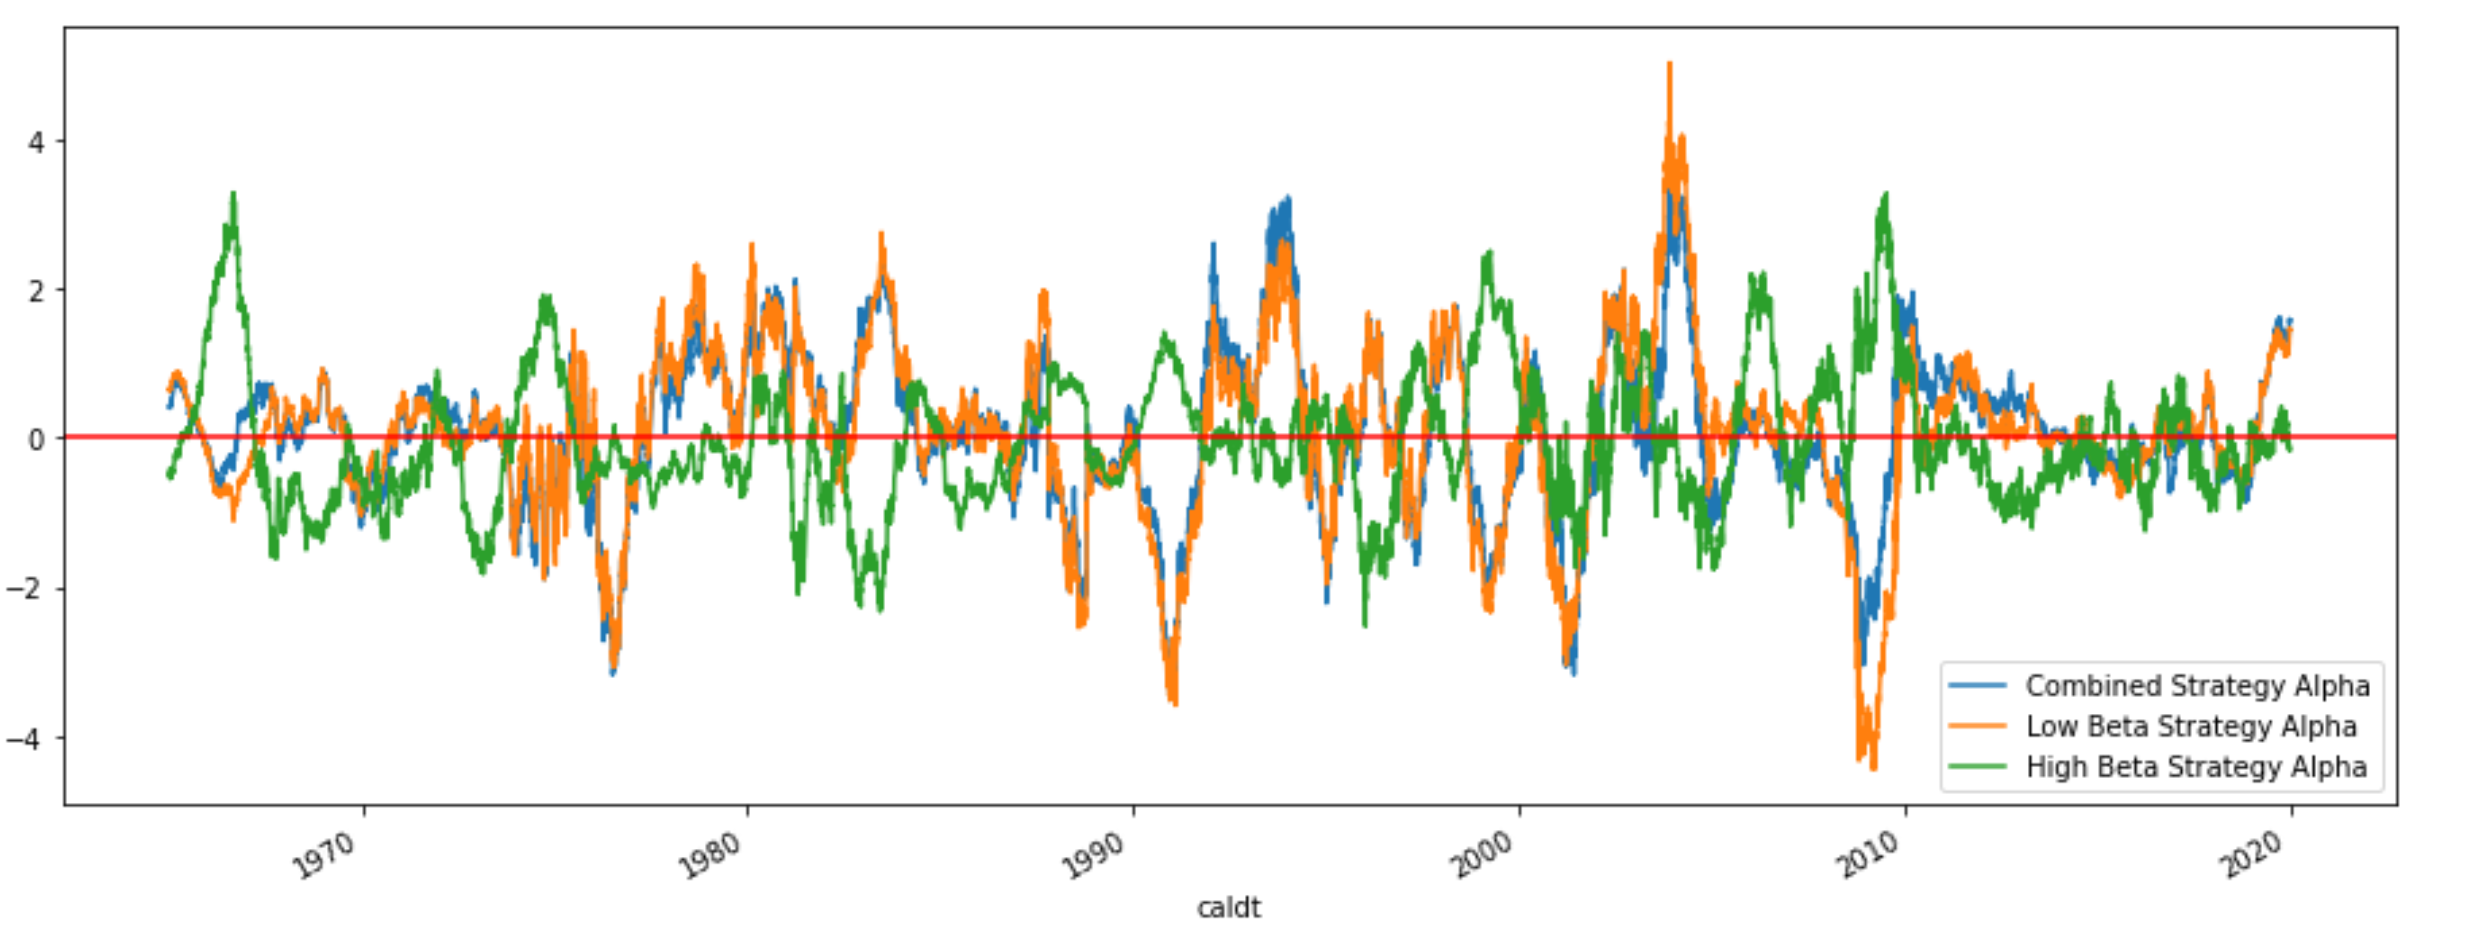 4
2
0
−2
−4
1970
1980
1990
2000
2010
2020
caldt
Combined Strategy Alpha
Low Beta Strategy Alpha
High Beta Strategy Alpha